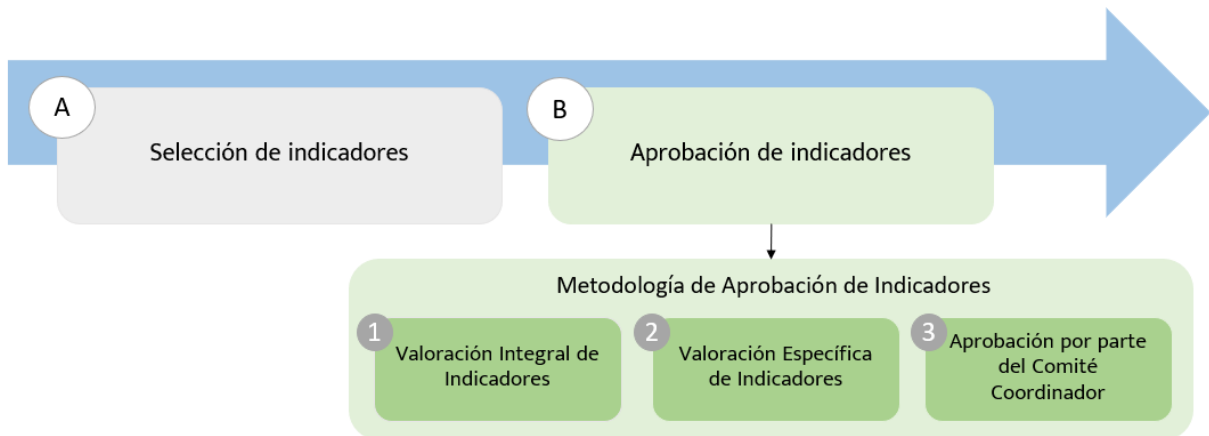 A
Selección de indicadores
B
Aprobación de indicadores
Metodología de Aprobación de Indicadores
1
Valoración Integral de
Indicadores
2
Valoración Específica
de Indicadores
3
Aprobación por parte
del Comité
Coordinador